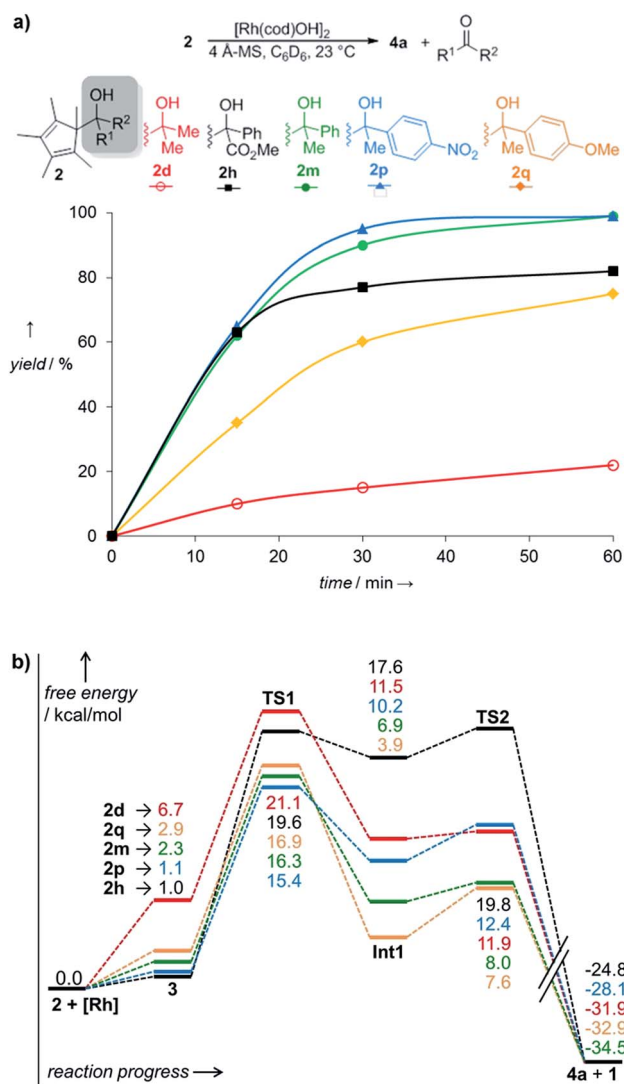 a)
[Rh(cod)OH]2
2
4 Å-MS, C6D6, 23 °C
4a + O
R1 R2
OH
R2
R1
2
OH
Me
Me
2d
OH
Ph
CO2Me
2h
OH
Ph
Me
2m
OH
Me
NO2
2p
OH
Me
OMe
2q
100
80
60
↑
yield / %
40
20
0
0 10 20 30 40 50 60
time / min →
b)
free energy
/ kcal/mol
TS1
17.6
11.5
10.2
6.9
3.9
TS2
2d → 6.7
2q → 2.9
2m → 2.3
2p → 1.1
2h → 1.0
21.1
19.6
16.9
16.3
15.4
Int1
19.8
12.4
11.9
8.0
7.6
0.0
2 + [Rh]
3
-24.8
-28.1
-31.9
-32.9
-34.5
4a + 1
reaction progress →